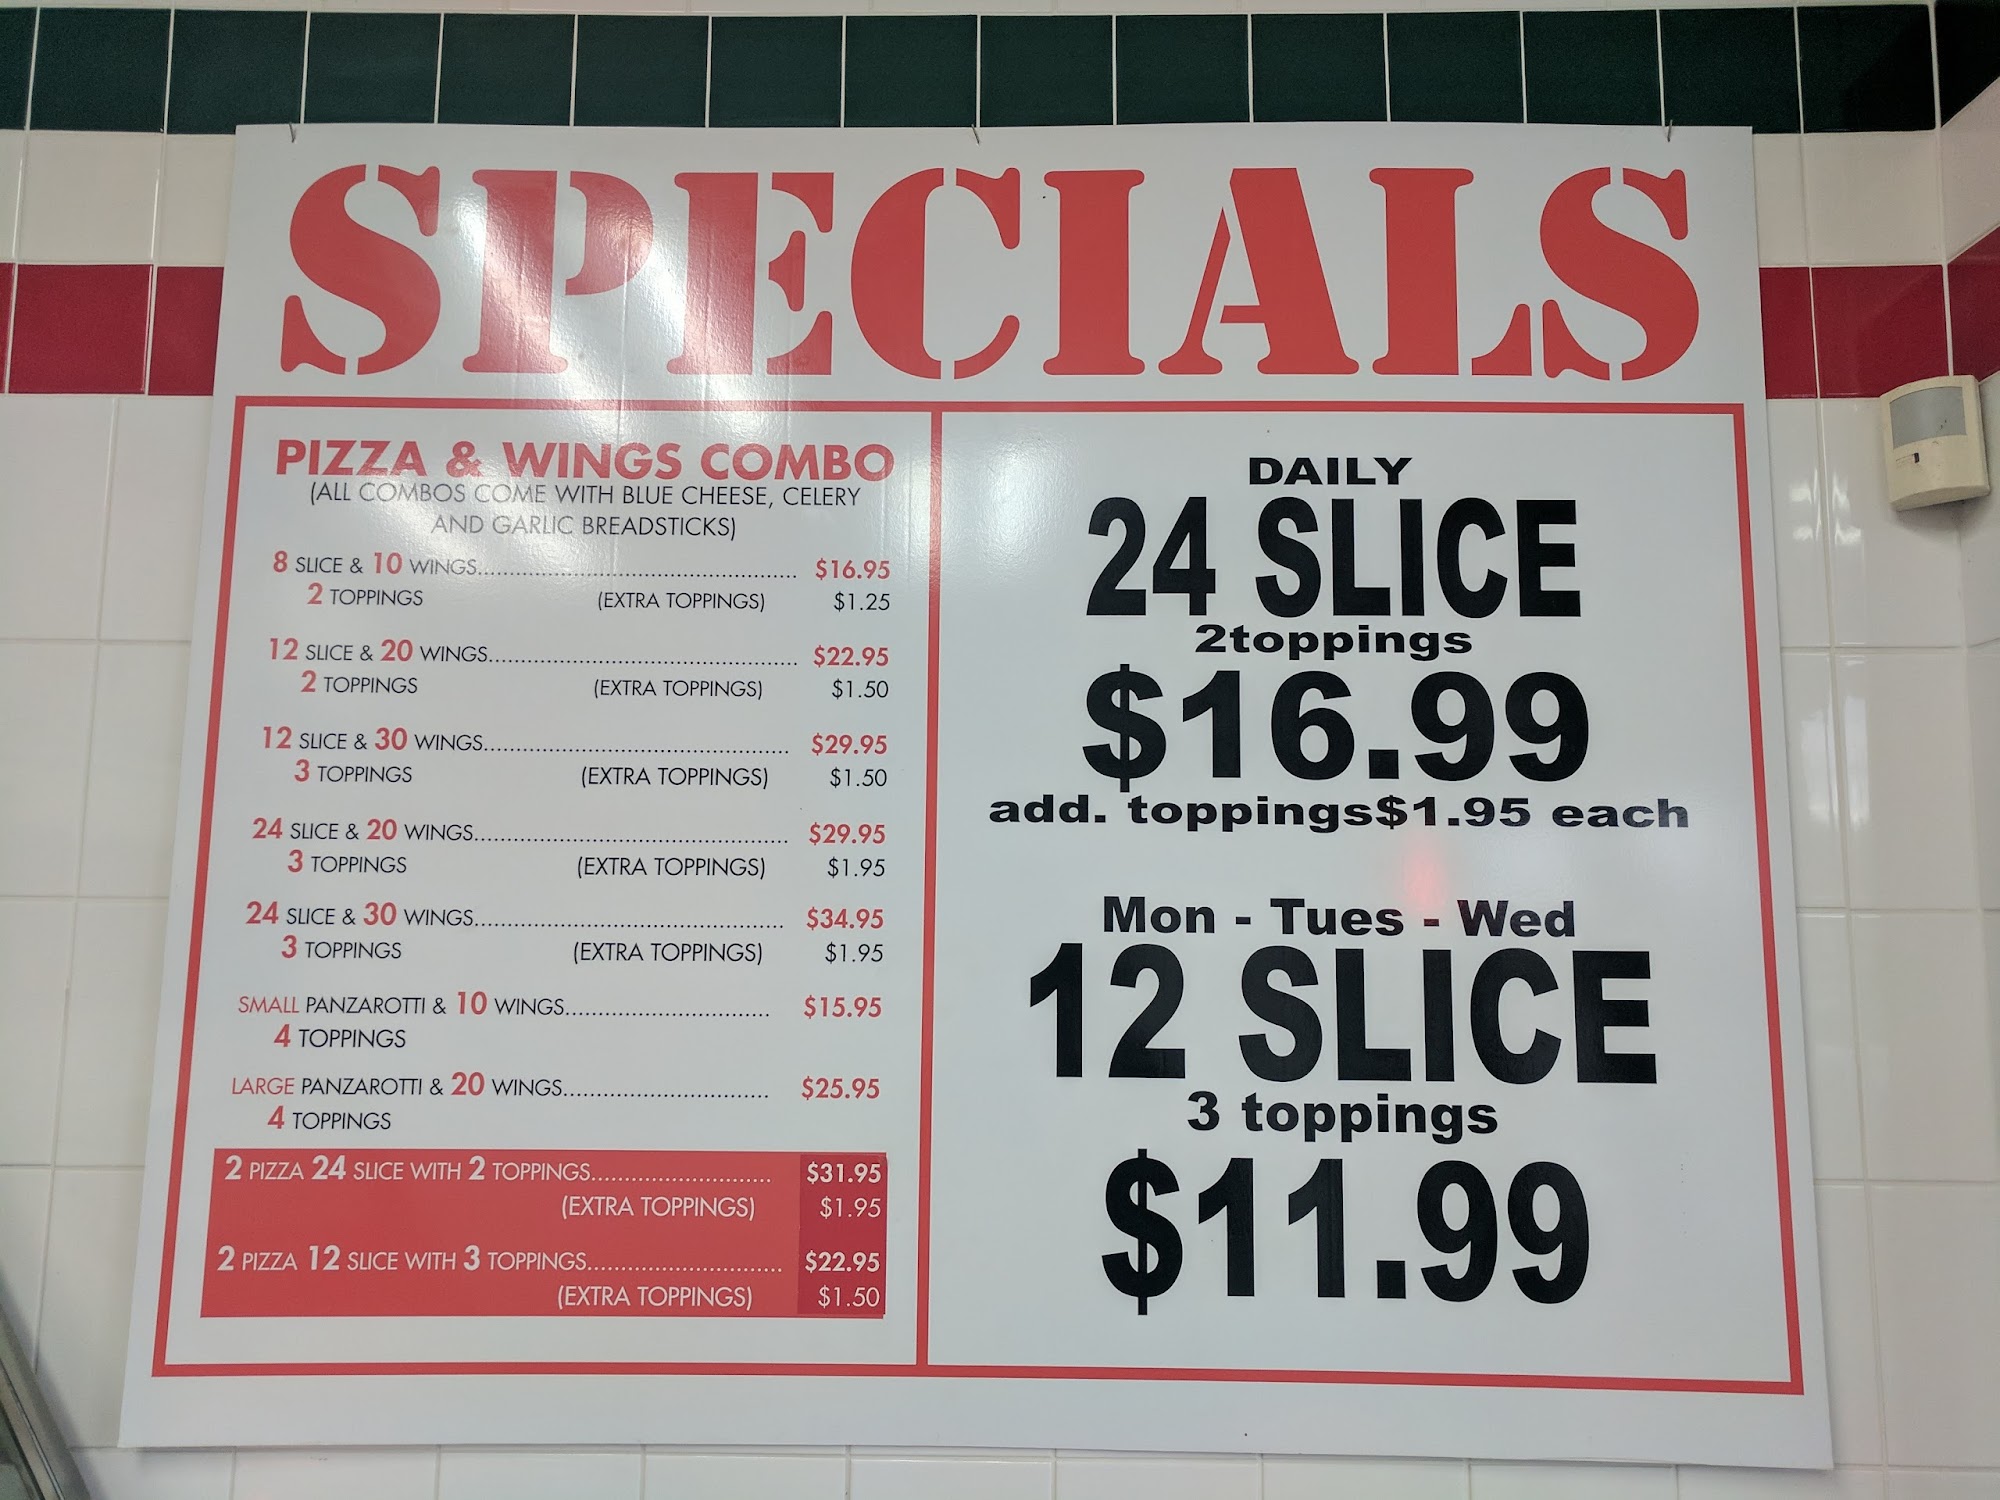 SPECIALS
PIZZA & WINGS COMBO
(ALL COMBOS COME WITH BLUE CHEESE, CELERY
AND GARLIC BREADSTICKS)
8 SLICE & 10 WINGS................................................ $16.95
2 TOPPINGS (EXTRA TOPPINGS) $1.25
12 SLICE & 20 WINGS............................................... $22.95
2 TOPPINGS (EXTRA TOPPINGS) $1.50
12 SLICE & 30 WINGS............................................... $29.95
3 TOPPINGS (EXTRA TOPPINGS) $1.50
24 SLICE & 20 WINGS................................................ $29.95
3 TOPPINGS (EXTRA TOPPINGS) $1.95
24 SLICE & 30 WINGS................................................ $34.95
3 TOPPINGS (EXTRA TOPPINGS) $1.95
SMALL PANZAROTTI & 10 WINGS............................... $15.95
4 TOPPINGS
LARGE PANZAROTTI & 20 WINGS............................... $25.95
4 TOPPINGS
2 PIZZA 24 SLICE WITH 2 TOPPINGS........................... $31.95
(EXTRA TOPPINGS) $1.95
2 PIZZA 12 SLICE WITH 3 TOPPINGS.............................. $22.95
(EXTRA TOPPINGS) $1.50
DAILY
24 SLICE
2toppings
$16.99
add. toppings$1.95 each
Mon - Tues - Wed
12 SLICE
3 toppings
$11.99